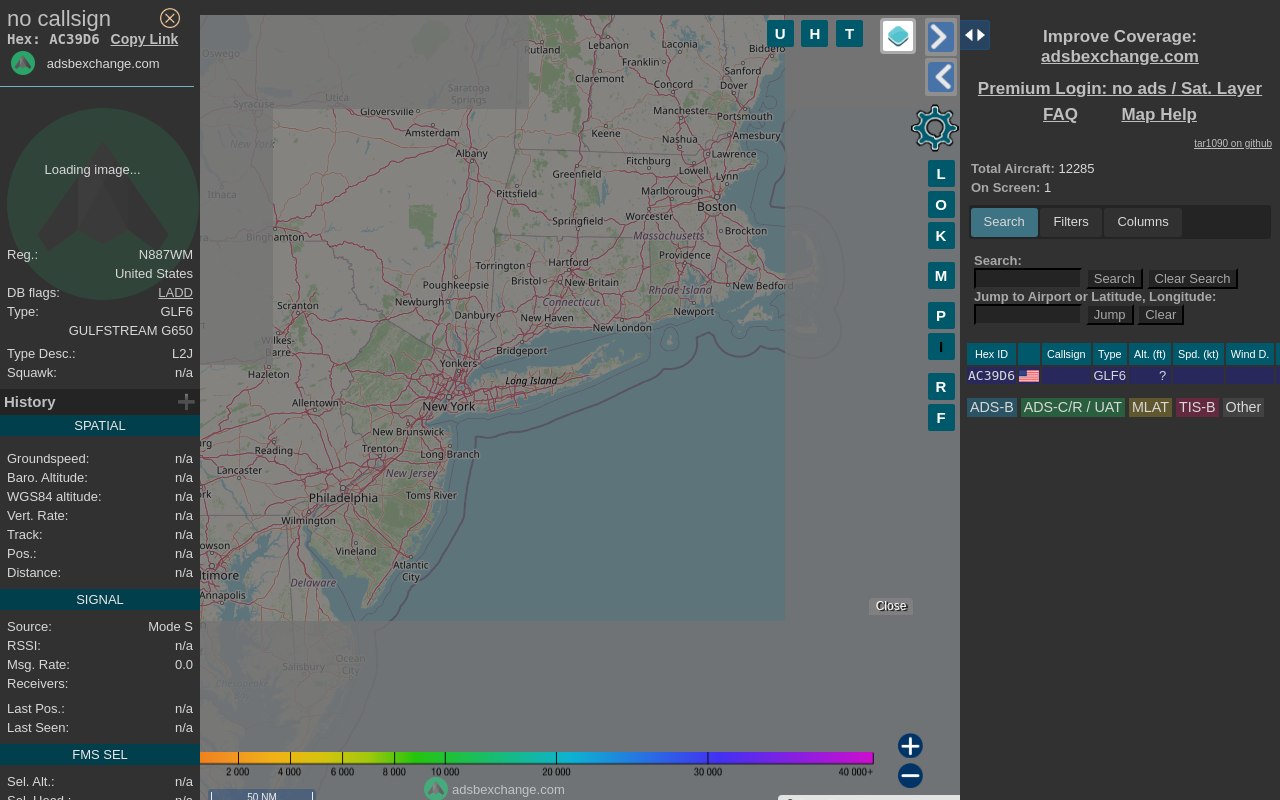 no callsign
Hex: AC39D6 Copy Link
adsbexchange.com
Loading image...
Reg.: N887WM
United States
DB flags: LADD
Type: GLF6
GULFSTREAM G650
Type Desc.: L2J
Squawk: n/a
History
SPATIAL
Groundspeed: n/a
Baro. Altitude: n/a
WGS84 altitude: n/a
Vert. Rate: n/a
Track: n/a
Pos.: n/a
Distance: n/a
SIGNAL
Source: Mode S
RSSI: n/a
Msg. Rate: 0.0
Receivers:
Last Pos.: n/a
Last Seen: n/a
FMS SEL
Sel. Alt.: n/a
Sel. Head.: n/a
U H T
L
O
K
M
P
I
R
F
Oswego
Rutland
Lebanon
Laconia
Franklin
Sanford
Claremont
Concord
Dover
Saratoga Springs
Syracuse
Utica
Gloversville
Manchester
Portsmouth
Amsterdam
Keene
Nashua
Amesbury
New York
Albany
Fitchburg
Lawrence
Greenfield
Lowell
Lynn
Ithaca
Pittsfield
Marlborough
Boston
Springfield
Worcester
Binghamton
Massachusetts
Brockton
Torrington
Hartford
Providence
Poughkeepsie
Bristol
New Britain
Rhode Island
New Bedford
Scranton
Newburgh
Connecticut
Danbury
New Haven
New London
Newport
Wilkes-Barre
Bridgeport
Hazleton
Yonkers
Long Island
Allentown
New York
New Brunswick
Reading
Trenton
Long Branch
Lancaster
New Jersey
Philadelphia
Toms River
Wilmington
Vineland
Atlantic City
Delaware
Annapolis
Salisbury
Ocean City
Close
2 000 4 000 6 000 8 000 10 000 20 000 30 000 40 000+
adsbexchange.com
50 NM
Improve Coverage:
adsbexchange.com
Premium Login: no ads / Sat. Layer
FAQ Map Help
tar1090 on github
Total Aircraft: 12285
On Screen: 1
Search Filters Columns
Search:
Search Clear Search
Jump to Airport or Latitude, Longitude:
Jump Clear
Hex ID Callsign Type Alt. (ft) Spd. (kt) Wind D.
AC39D6 GLF6 ?
ADS-B ADS-C/R / UAT MLAT TIS-B Other